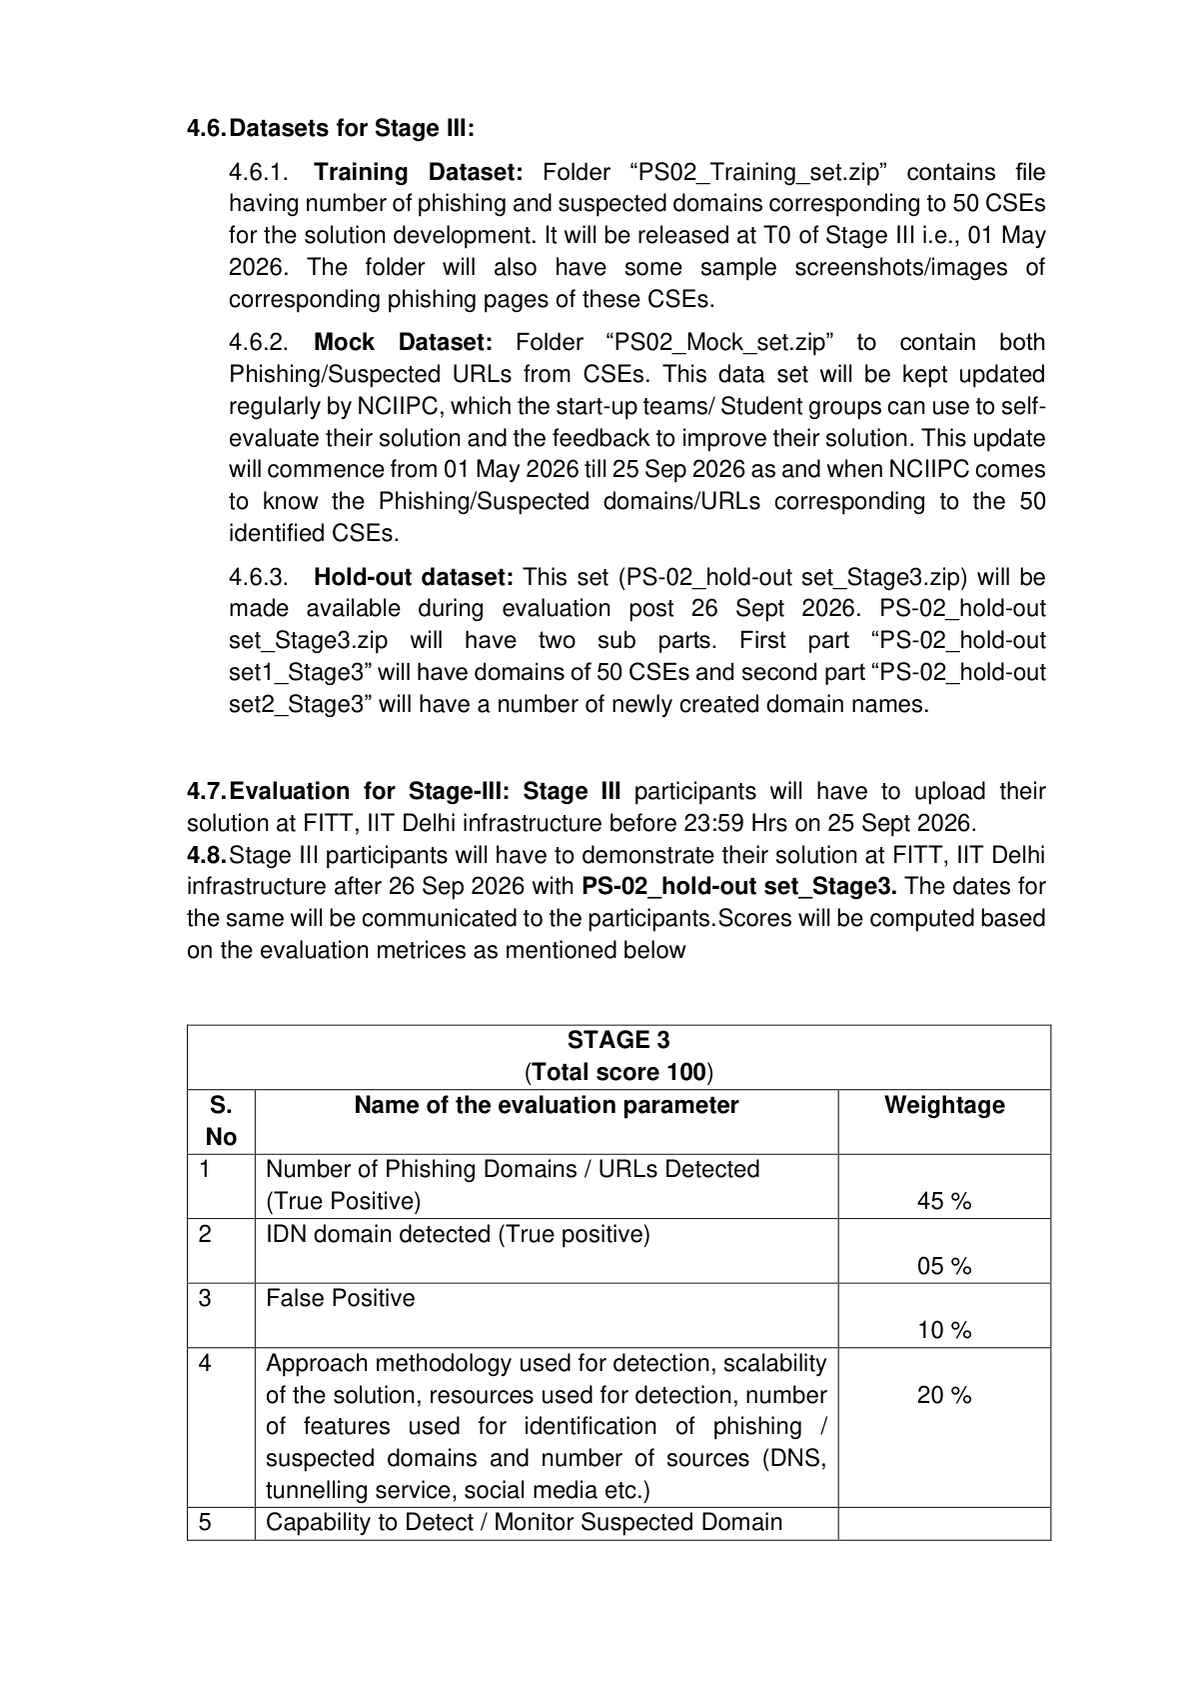 4.6. Datasets for Stage III:
4.6.1. Training Dataset: Folder “PS02_Training_set.zip” contains file
having number of phishing and suspected domains corresponding to 50 CSEs
for the solution development. It will be released at T0 of Stage III i.e., 01 May
2026. The folder will also have some sample screenshots/images of
corresponding phishing pages of these CSEs.
4.6.2. Mock Dataset: Folder “PS02_Mock_set.zip” to contain both
Phishing/Suspected URLs from CSEs. This data set will be kept updated
regularly by NCIIPC, which the start-up teams/ Student groups can use to self-
evaluate their solution and the feedback to improve their solution. This update
will commence from 01 May 2026 till 25 Sep 2026 as and when NCIIPC comes
to know the Phishing/Suspected domains/URLs corresponding to the 50
identified CSEs.
4.6.3. Hold-out dataset: This set (PS-02_hold-out set_Stage3.zip) will be
made available during evaluation post 26 Sept 2026. PS-02_hold-out
set_Stage3.zip will have two sub parts. First part “PS-02_hold-out
set1_Stage3” will have domains of 50 CSEs and second part “PS-02_hold-out
set2_Stage3” will have a number of newly created domain names.
4.7. Evaluation for Stage-III: Stage III participants will have to upload their
solution at FITT, IIT Delhi infrastructure before 23:59 Hrs on 25 Sept 2026.
4.8. Stage III participants will have to demonstrate their solution at FITT, IIT Delhi
infrastructure after 26 Sep 2026 with PS-02_hold-out set_Stage3. The dates for
the same will be communicated to the participants.Scores will be computed based
on the evaluation metrices as mentioned below
STAGE 3
(Total score 100)
S. No Name of the evaluation parameter Weightage
1 Number of Phishing Domains / URLs Detected
(True Positive) 45 %
2 IDN domain detected (True positive)
05 %
3 False Positive
10 %
4 Approach methodology used for detection, scalability
of the solution, resources used for detection, number 20 %
of features used for identification of phishing /
suspected domains and number of sources (DNS,
tunnelling service, social media etc.)
5 Capability to Detect / Monitor Suspected Domain